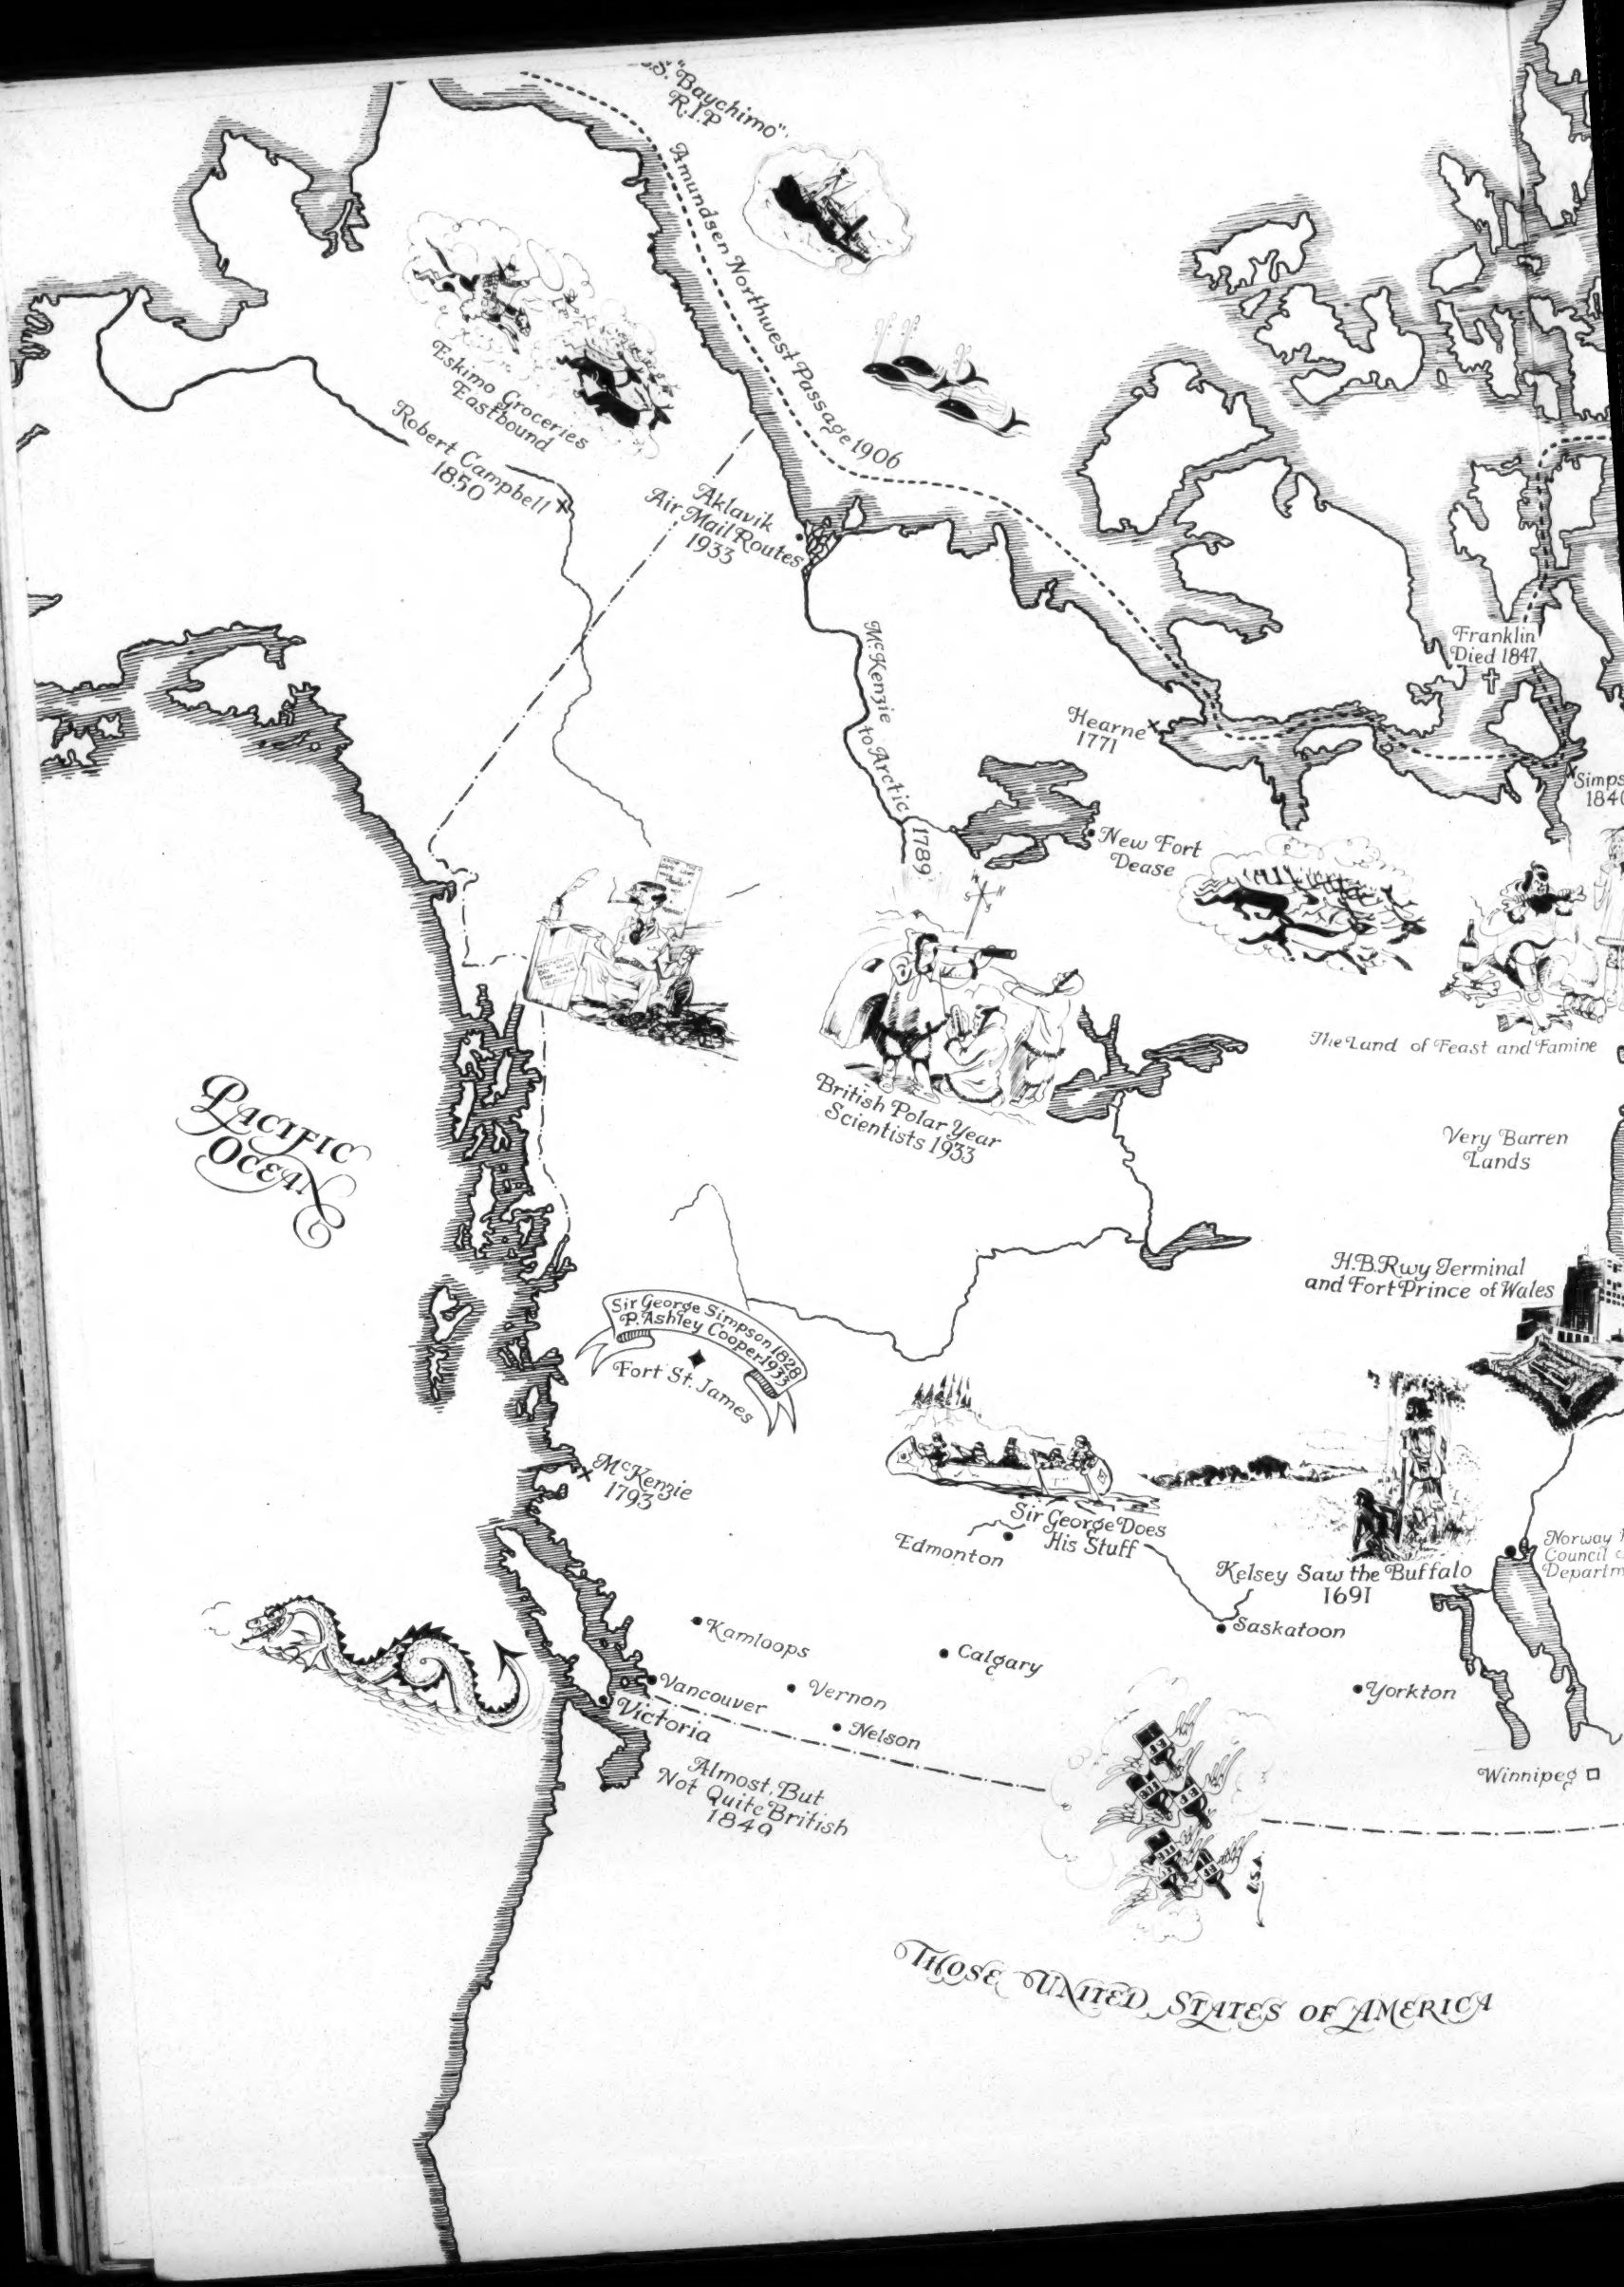 "Baychimo"
R.I.P
Amundsen Northwest Passage 1906
Eskimo Groceries
Eastbound
Robert Campbell
1850
Aklavik
Air Mail Routes
1933
Franklin
Died 1847
McKenzie to Arctic 1789
Hearne
1771
Simps
184
New Fort
Dease
The Land of Feast and Famine
British Polar Year
Scientists 1933
Pacific
Ocean
Very Barren
Lands
H.B.Rwy Terminal
and Fort Prince of Wales
Sir George Simpson 1828
P. Ashley Cooper 1933
Fort St. James
McKenzie
1793
Sir George Does
His Stuff
Edmonton
Kelsey Saw the Buffalo
1691
Norway
Council
Departm
Saskatoon
Kamloops
Calgary
Vancouver
Vernon
Yorkton
Victoria
Nelson
Almost, But
Not Quite British
1849
Winnipeg
U.S.A.
Those United States of America